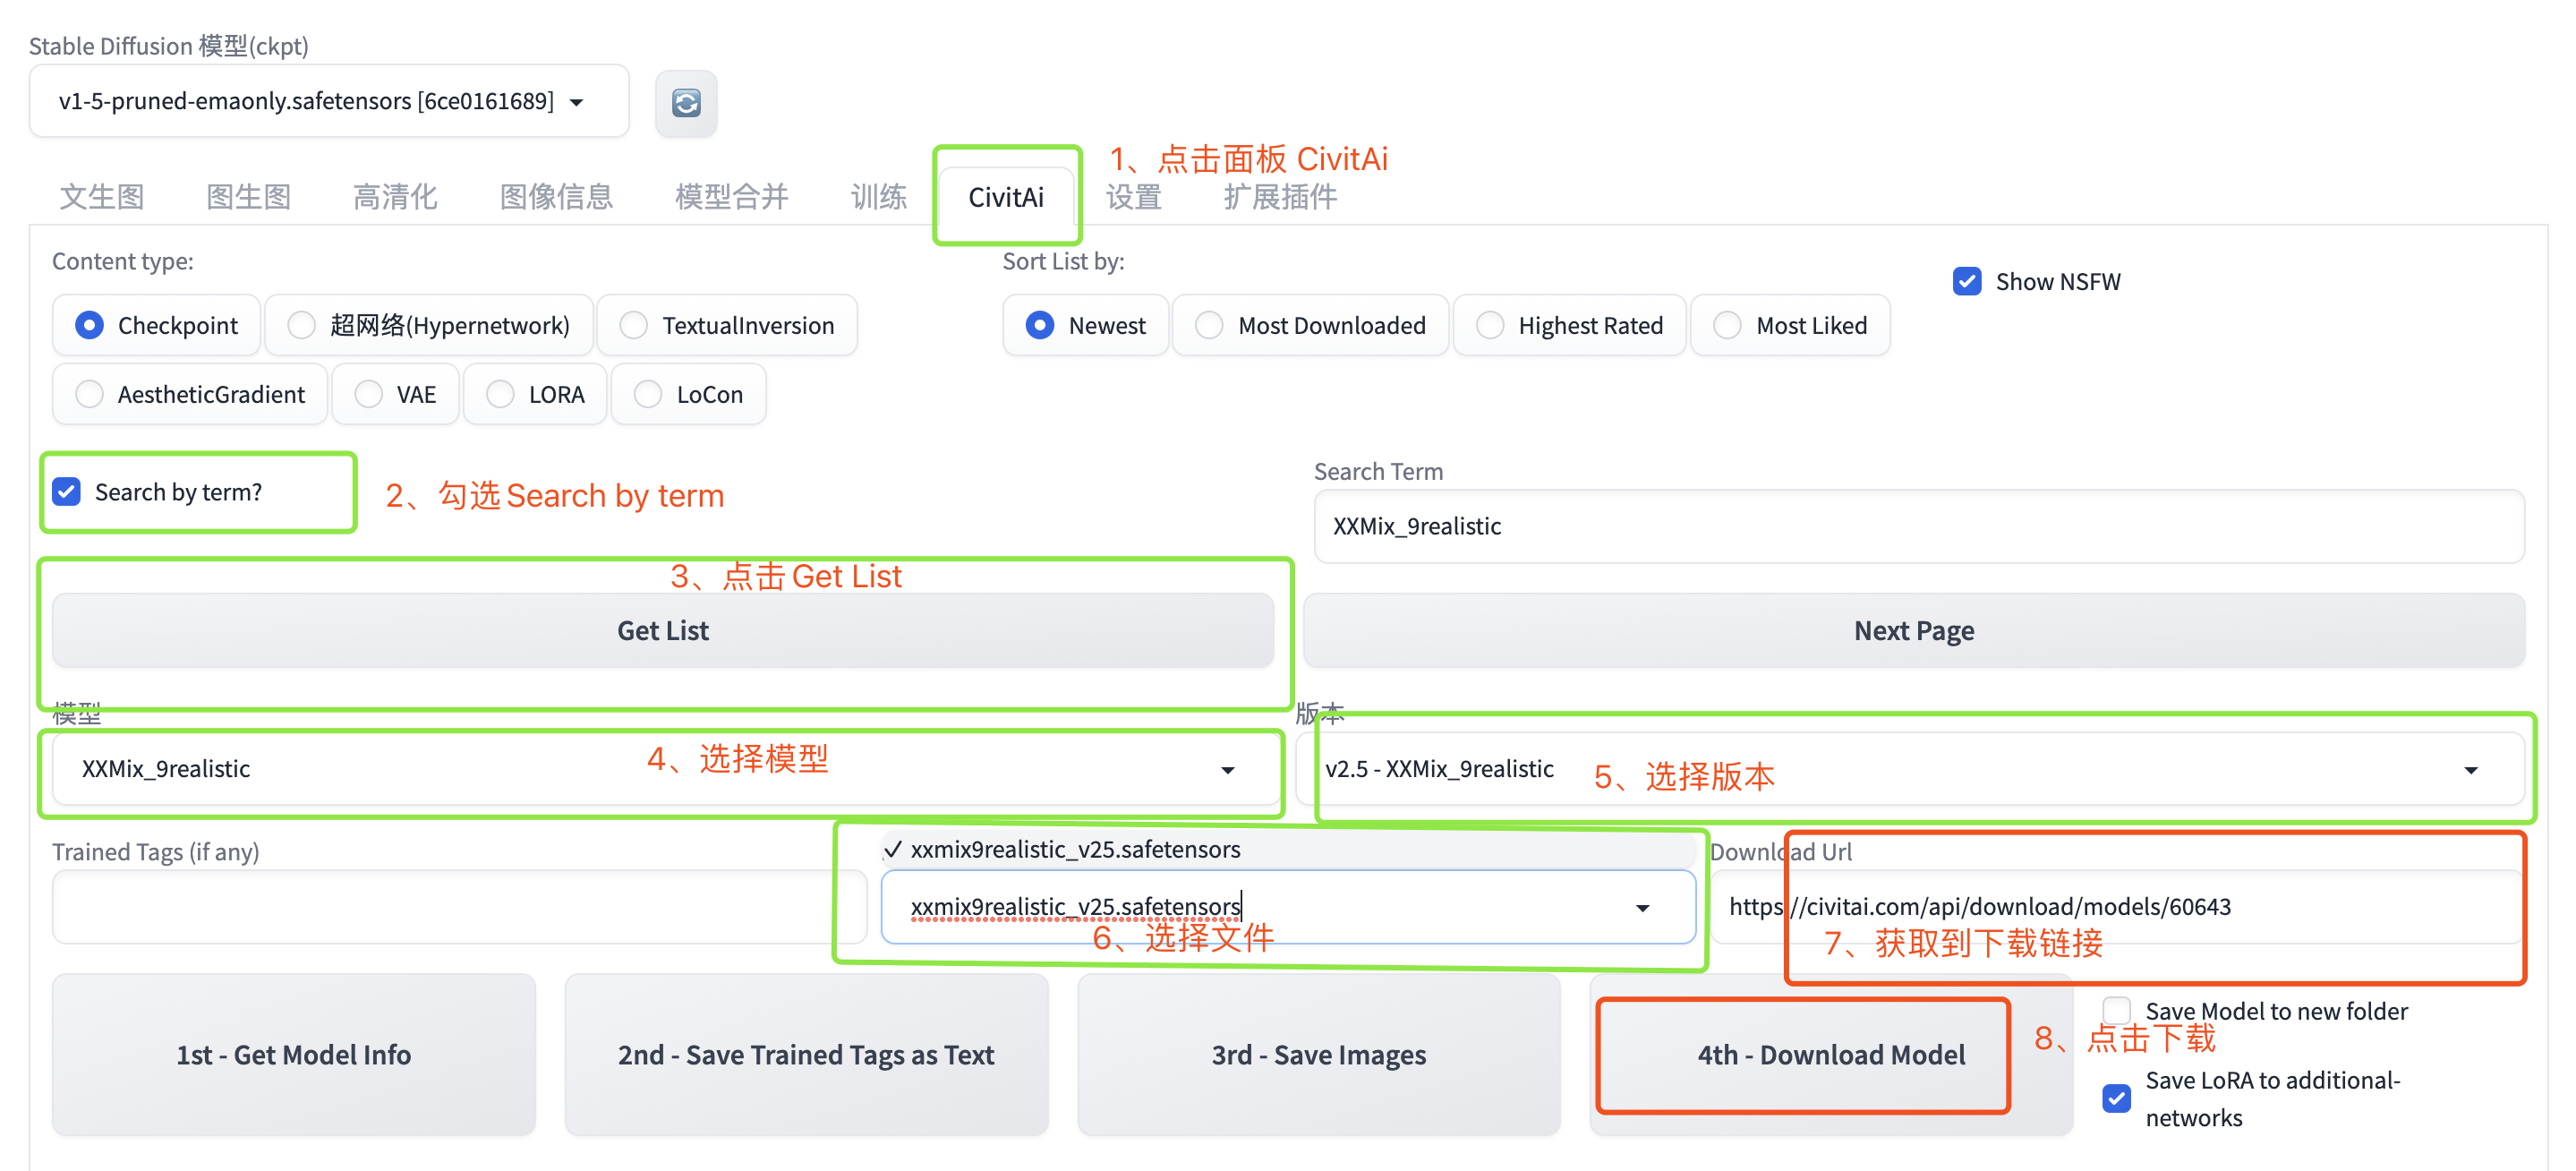 Stable Diffusion 模型(ckpt)
v1-5-pruned-emaonly.safetensors [6ce0161689]
1、点击面板 CivitAi
文生图 图生图 高清化 图像信息 模型合并 训练 CivitAi 设置 扩展插件
Content type:
Sort List by:
Show NSFW
Checkpoint 超网络(Hypernetwork) TextualInversion
Newest Most Downloaded Highest Rated Most Liked
AestheticGradient VAE LORA LoCon
Search by term?
2、勾选 Search by term
Search Term
XXMix_9realistic
3、点击 Get List
Get List
Next Page
模型
版本
XXMix_9realistic
4、选择模型
v2.5 - XXMix_9realistic
5、选择版本
Trained Tags (if any)
xxmix9realistic_v25.safetensors
Download Url
xxmix9realistic_v25.safetensors
https://civitai.com/api/download/models/60643
6、选择文件
7、获取到下载链接
1st - Get Model Info
2nd - Save Trained Tags as Text
3rd - Save Images
4th - Download Model
Save Model to new folder
8、点击下载
Save LoRA to additional-
networks